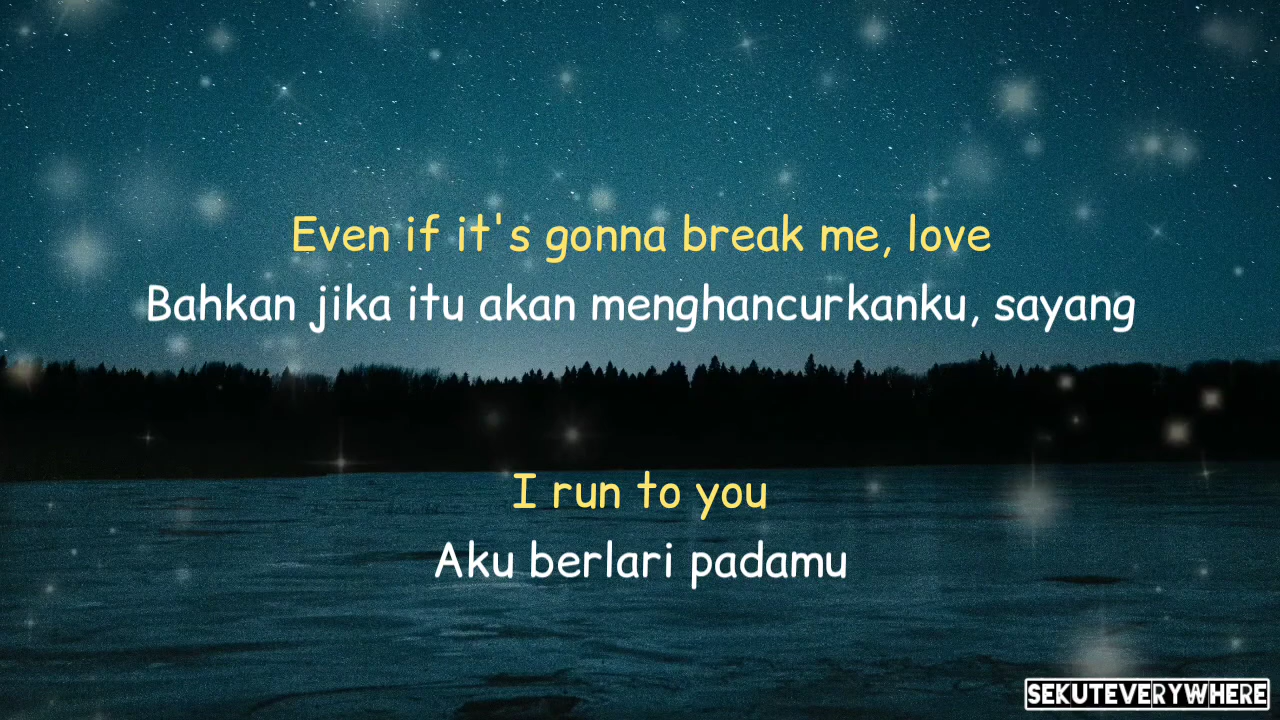 Even if it's gonna break me, love
Bahkan jika itu akan menghancurkanku, sayang
I run to you
Aku berlari padamu
SEKUTEVERYWHERE